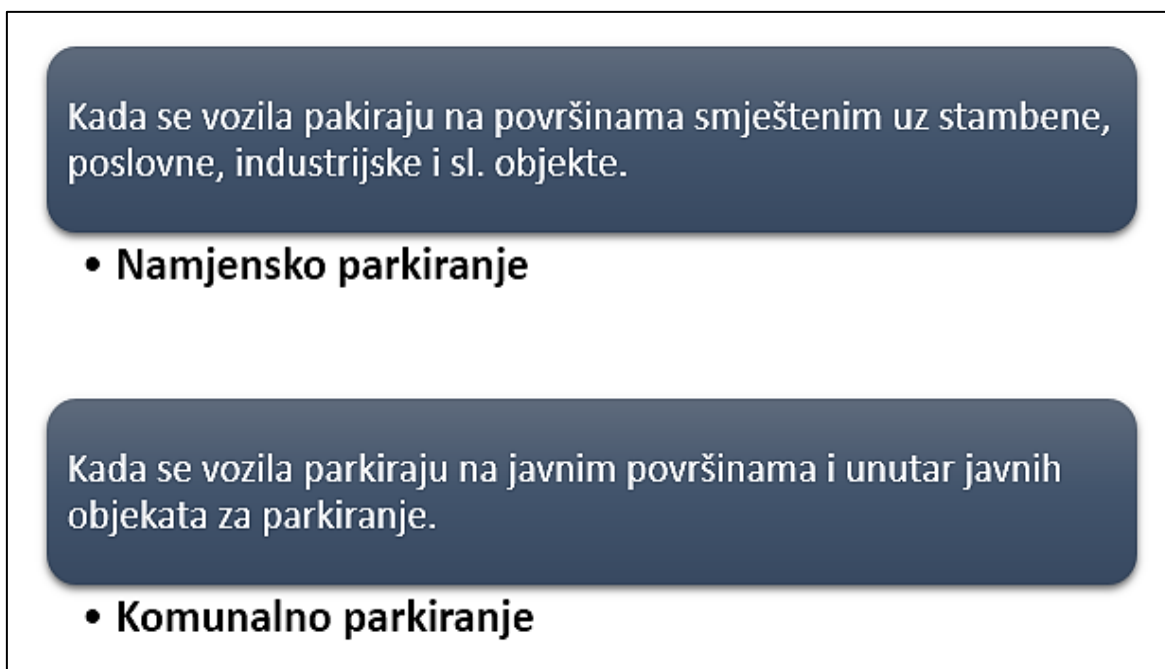 Kada se vozila pakiraju na površinama smještenim uz stambene,
poslovne, industrijske i sl. objekte.
• Namjensko parkiranje
Kada se vozila parkiraju na javnim površinama i unutar javnih
objekata za parkiranje.
• Komunalno parkiranje